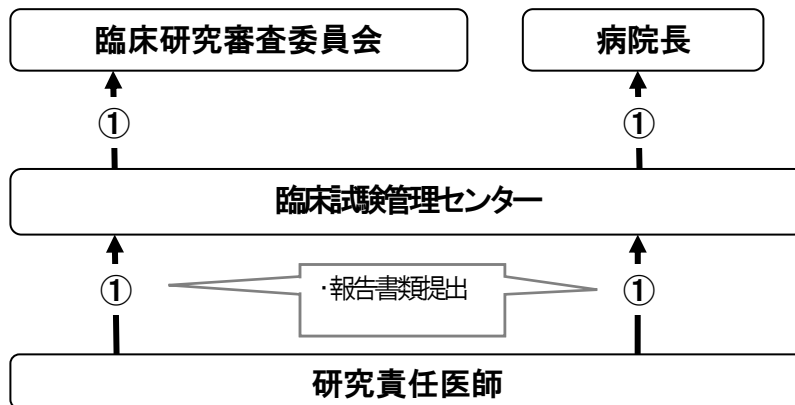 臨床研究審査委員会
病院長
①
①
臨床試験管理センター
①
・報告書類提出
①
研究責任医師